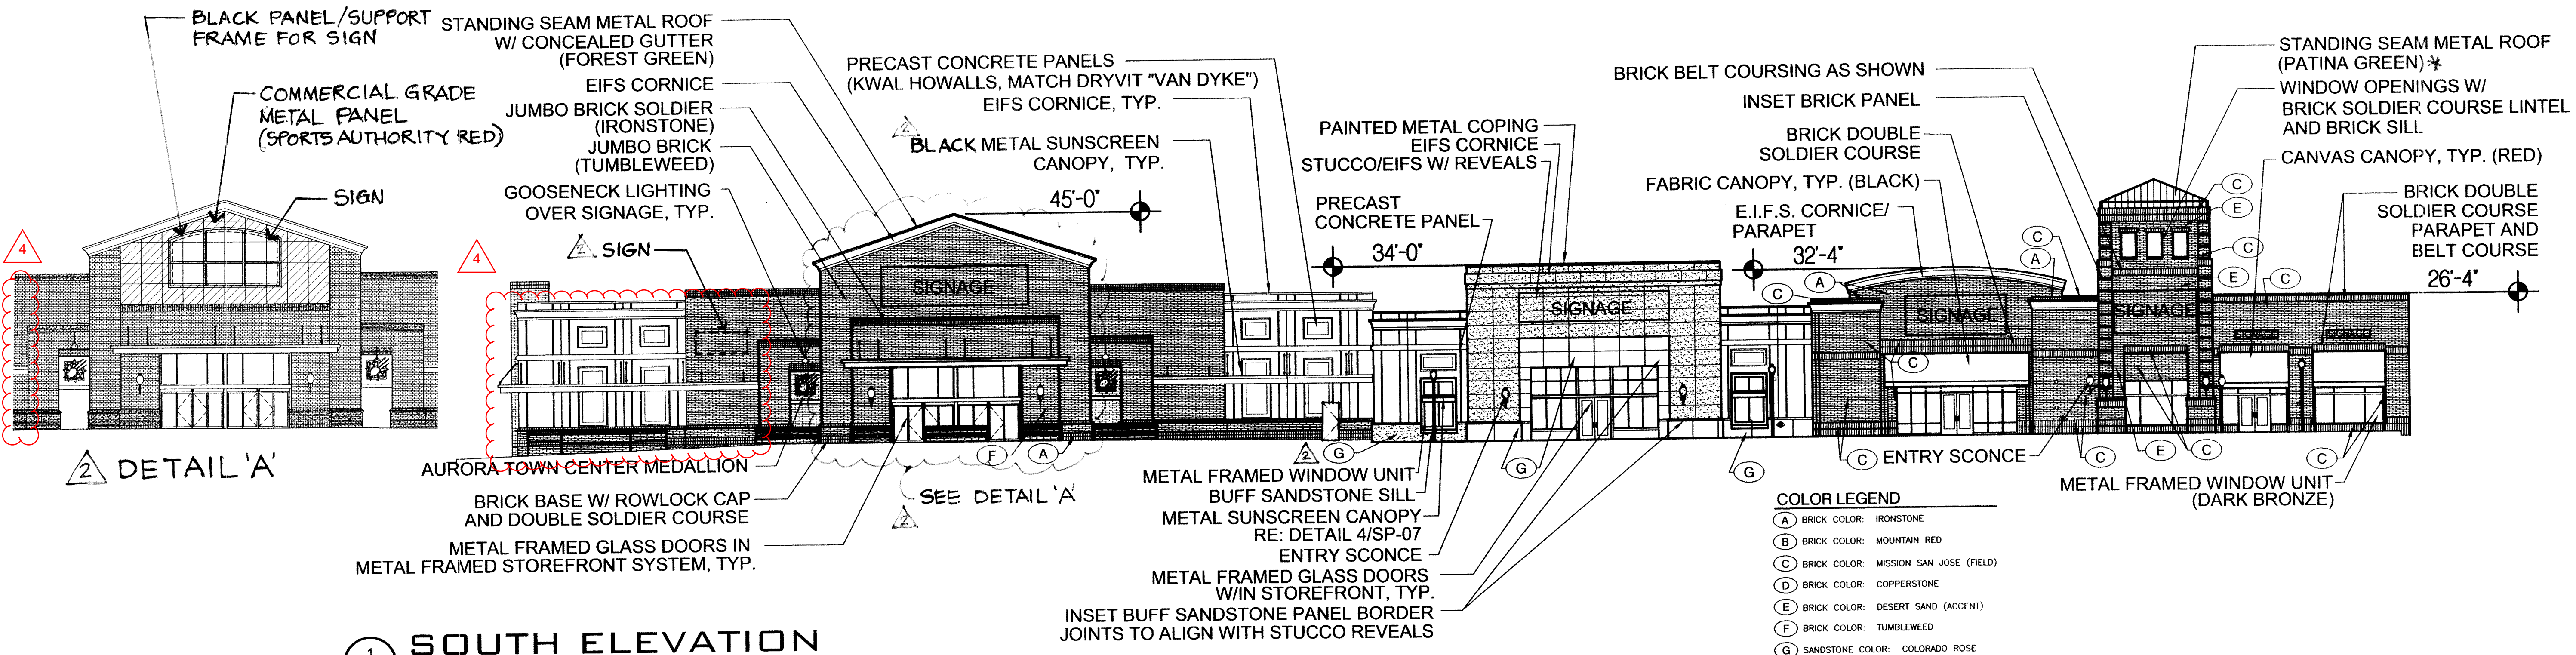 BLACK PANEL/SUPPORT
FRAME FOR SIGN
COMMERCIAL GRADE
METAL PANEL
(SPORTS AUTHORITY RED)
SIGN
4
2 DETAIL 'A'
STANDING SEAM METAL ROOF
W/ CONCEALED GUTTER
(FOREST GREEN)
EIFS CORNICE
JUMBO BRICK SOLDIER
(IRONSTONE)
JUMBO BRICK
(TUMBLEWEED)
GOOSENECK LIGHTING
OVER SIGNAGE, TYP.
2 SIGN
4
PRECAST CONCRETE PANELS
(KWAL HOWALLS, MATCH DRYVIT "VAN DYKE")
EIFS CORNICE, TYP.
2
BLACK METAL SUNSCREEN
CANOPY, TYP.
45'-0"
SIGNAGE
AURORA TOWN CENTER MEDALLION
F
A
BRICK BASE W/ ROWLOCK CAP
AND DOUBLE SOLDIER COURSE
SEE DETAIL 'A'
2
METAL FRAMED GLASS DOORS IN
METAL FRAMED STOREFRONT SYSTEM, TYP.
PAINTED METAL COPING
EIFS CORNICE
STUCCO/EIFS W/ REVEALS
PRECAST
CONCRETE PANEL
34'-0"
SIGNAGE
2
G
G
G
METAL FRAMED WINDOW UNIT
BUFF SANDSTONE SILL
METAL SUNSCREEN CANOPY
RE: DETAIL 4/SP-07
ENTRY SCONCE
METAL FRAMED GLASS DOORS
W/IN STOREFRONT, TYP.
INSET BUFF SANDSTONE PANEL BORDER
JOINTS TO ALIGN WITH STUCCO REVEALS
BRICK BELT COURSING AS SHOWN
INSET BRICK PANEL
BRICK DOUBLE
SOLDIER COURSE
FABRIC CANOPY, TYP. (BLACK)
E.I.F.S. CORNICE/
PARAPET
32'-4"
A
C
C
A
SIGNAGE
C
C
ENTRY SCONCE
STANDING SEAM METAL ROOF
(PATINA GREEN) *
WINDOW OPENINGS W/
BRICK SOLDIER COURSE LINTEL
AND BRICK SILL
CANVAS CANOPY, TYP. (RED)
BRICK DOUBLE
SOLDIER COURSE
PARAPET AND
BELT COURSE
26'-4"
C
E
C
E
C
SIGNAGE
SIGNAGE
SIGNAGE
C
E
C
C
METAL FRAMED WINDOW UNIT
(DARK BRONZE)
COLOR LEGEND
A BRICK COLOR: IRONSTONE
B BRICK COLOR: MOUNTAIN RED
C BRICK COLOR: MISSION SAN JOSE (FIELD)
D BRICK COLOR: COPPERSTONE
E BRICK COLOR: DESERT SAND (ACCENT)
F BRICK COLOR: TUMBLEWEED
G SANDSTONE COLOR: COLORADO ROSE
1 SOUTH ELEVATION